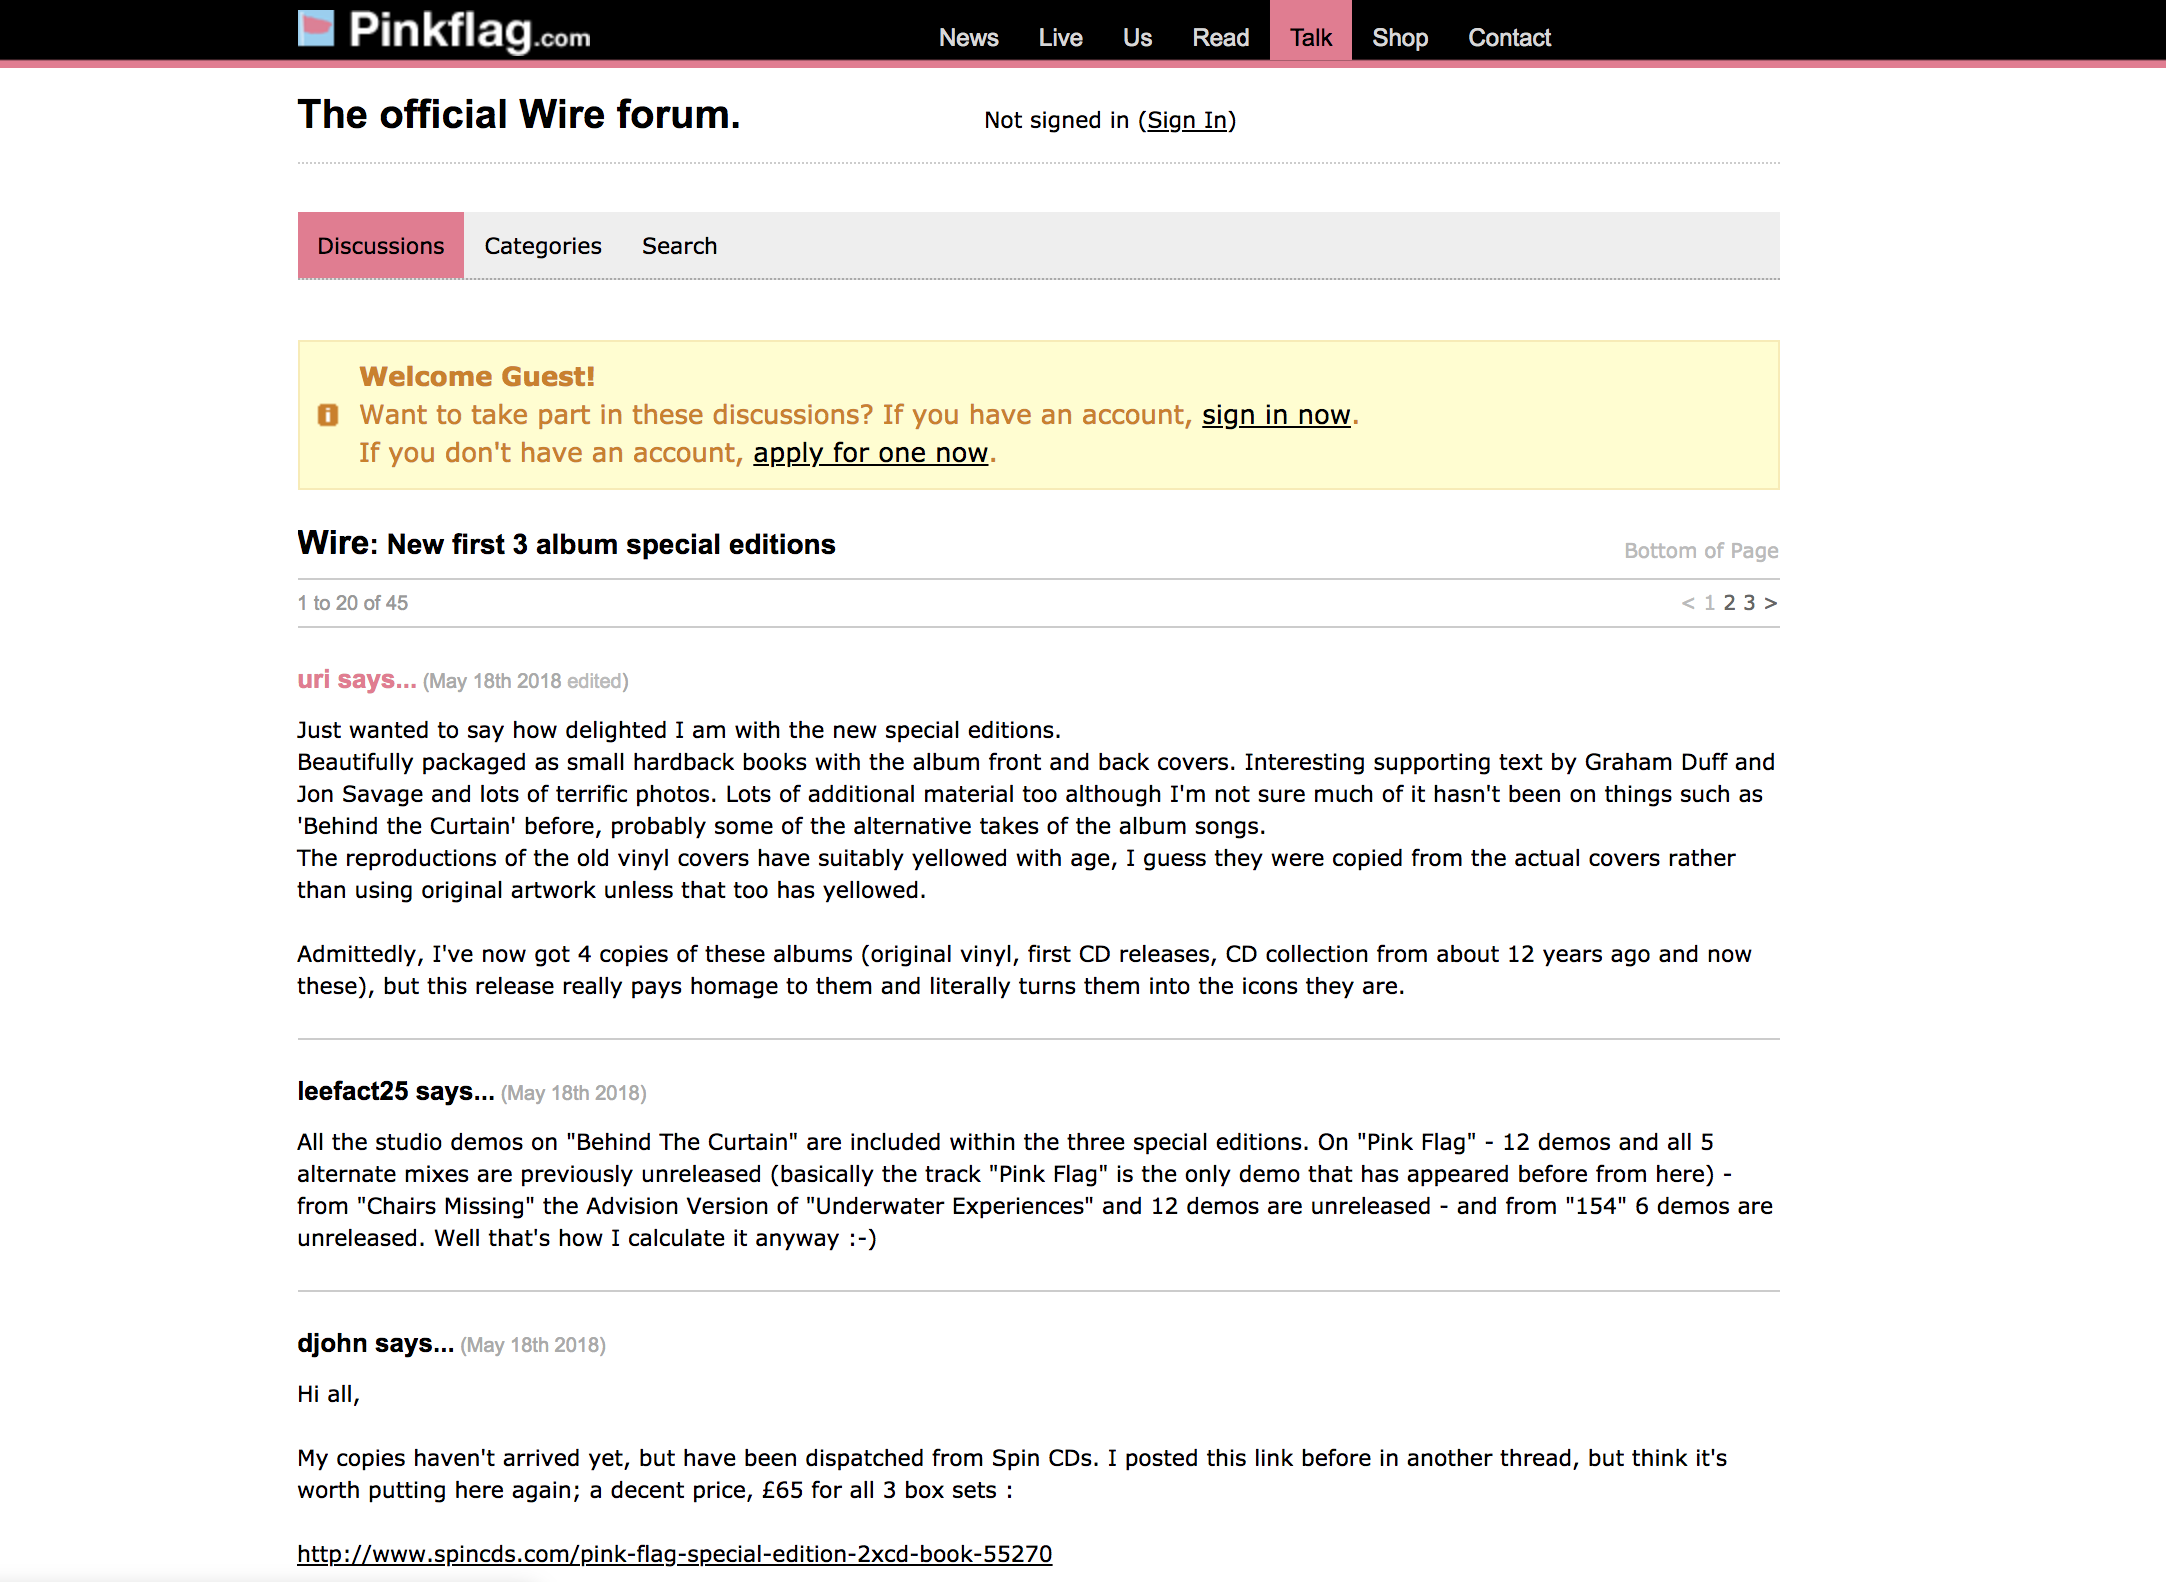 Pinkflag.com
News Live Us Read Talk Shop Contact
The official Wire forum.
Not signed in (Sign In)
Discussions Categories Search
Welcome Guest!
Want to take part in these discussions? If you have an account, sign in now.
If you don't have an account, apply for one now.
Wire: New first 3 album special editions
Bottom of Page
1 to 20 of 45
< 1 2 3 >
uri says... (May 18th 2018 edited)
Just wanted to say how delighted I am with the new special editions.
Beautifully packaged as small hardback books with the album front and back covers. Interesting supporting text by Graham Duff and
Jon Savage and lots of terrific photos. Lots of additional material too although I'm not sure much of it hasn't been on things such as
'Behind the Curtain' before, probably some of the alternative takes of the album songs.
The reproductions of the old vinyl covers have suitably yellowed with age, I guess they were copied from the actual covers rather
than using original artwork unless that too has yellowed.
Admittedly, I've now got 4 copies of these albums (original vinyl, first CD releases, CD collection from about 12 years ago and now
these), but this release really pays homage to them and literally turns them into the icons they are.
leefact25 says... (May 18th 2018)
All the studio demos on "Behind The Curtain" are included within the three special editions. On "Pink Flag" - 12 demos and all 5
alternate mixes are previously unreleased (basically the track "Pink Flag" is the only demo that has appeared before from here) -
from "Chairs Missing" the Advision Version of "Underwater Experiences" and 12 demos are unreleased - and from "154" 6 demos are
unreleased. Well that's how I calculate it anyway :-)
djohn says... (May 18th 2018)
Hi all,
My copies haven't arrived yet, but have been dispatched from Spin CDs. I posted this link before in another thread, but think it's
worth putting here again; a decent price, £65 for all 3 box sets :
http://www.spincds.com/pink-flag-special-edition-2xcd-book-55270